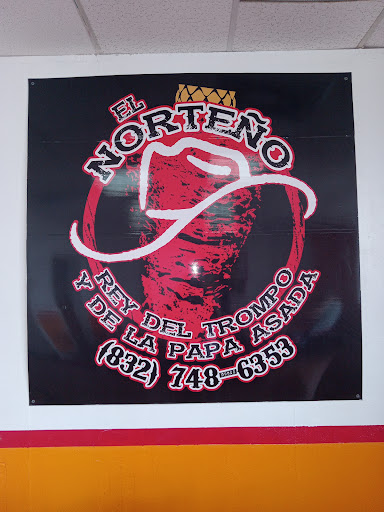 EL
NORTEÑO
REY DEL TROMPO
Y DE LA PAPA ASADA
(832) 748-6353